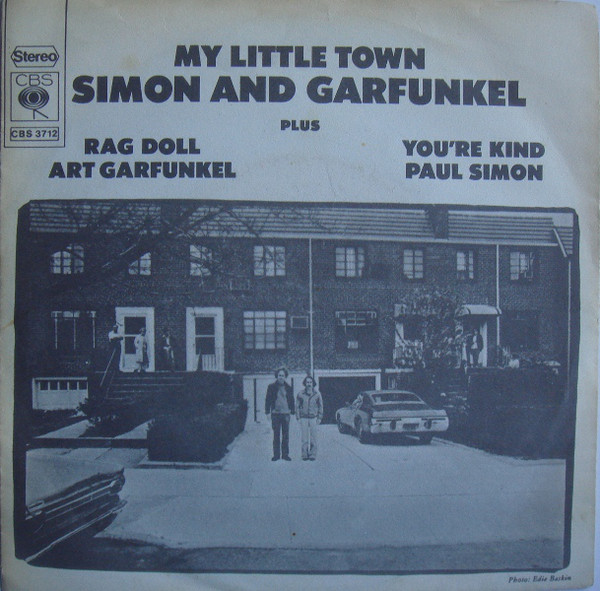 Stereo
CBS
CBS 3712
MY LITTLE TOWN
SIMON AND GARFUNKEL
PLUS
RAG DOLL
ART GARFUNKEL
YOU'RE KIND
PAUL SIMON
Photo: Edie Baskin